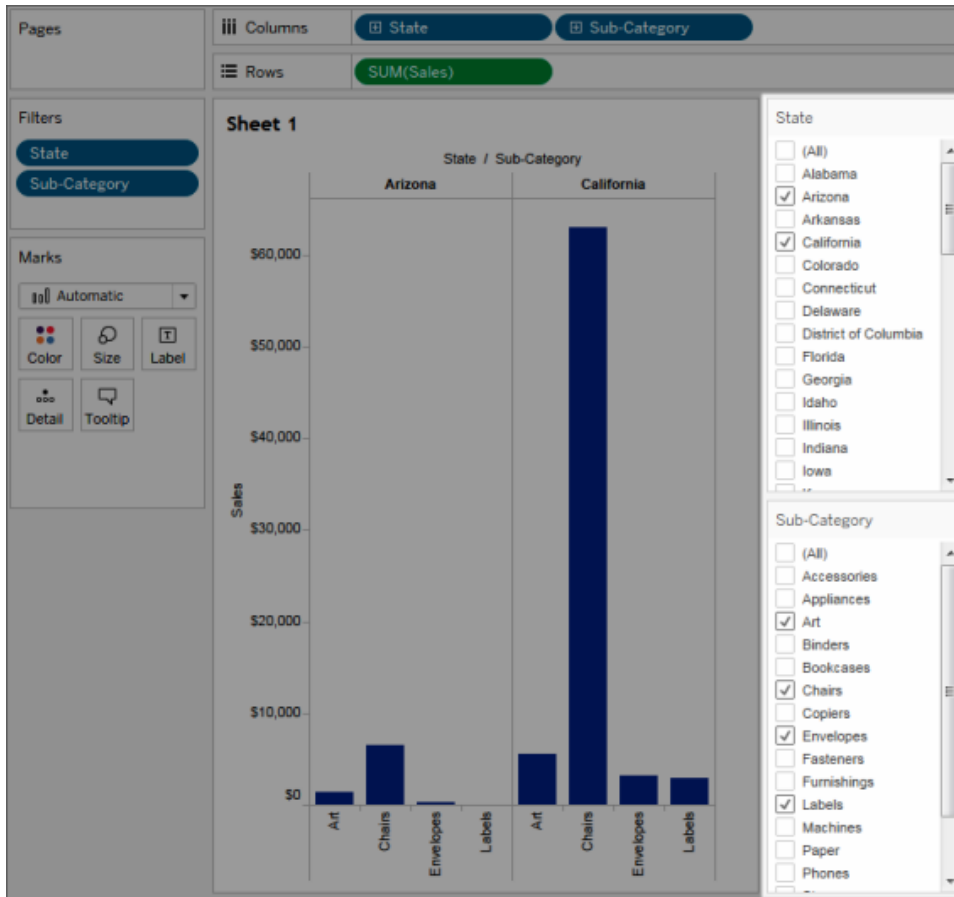 Pages
Columns
State
Sub-Category
Rows
SUM(Sales)
Filters
State
Sub-Category
Marks
Automatic
Color
Size
Label
Detail
Tooltip
Sheet 1
State / Sub-Category
Arizona
California
Sales
$60,000
$50,000
$40,000
$30,000
$20,000
$10,000
$0
Art
Chairs
Envelopes
Labels
Art
Chairs
Envelopes
Labels
State
(All)
Alabama
Arizona
Arkansas
California
Colorado
Connecticut
Delaware
District of Columbia
Florida
Georgia
Idaho
Illinois
Indiana
Iowa
Sub-Category
(All)
Accessories
Appliances
Art
Binders
Bookcases
Chairs
Copiers
Envelopes
Fasteners
Furnishings
Labels
Machines
Paper
Phones